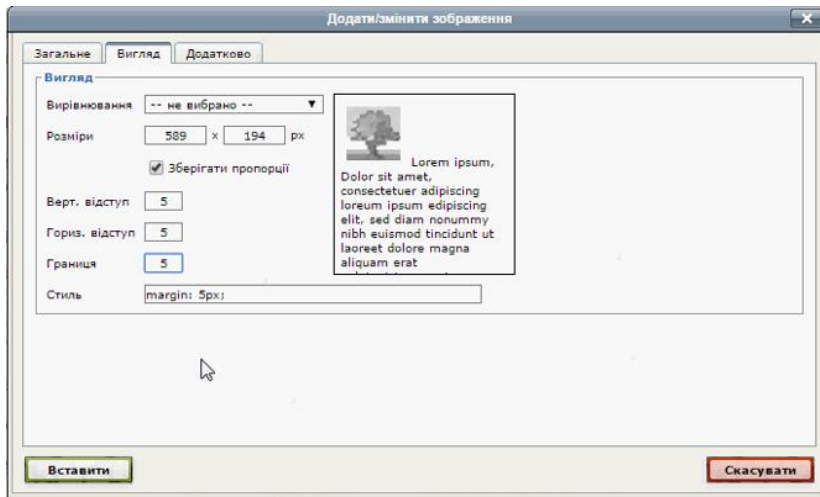 Додати/змінити зображення
Загальне Вигляд Додатково
Вигляд
Вирівнювання -- не вибрано --
Розміри 589 x 194 px
Зберігати пропорції
Верт. відступ 5
Гориз. відступ 5
Границя 5
Стиль margin: 5px;
Lorem ipsum,
Dolor sit amet,
consectetuer adipiscing
loreum ipsum edipiscing
elit, sed diam nonummy
nibh euismod tincidunt ut
laoreet dolore magna
aliquam erat
Вставити Скасувати